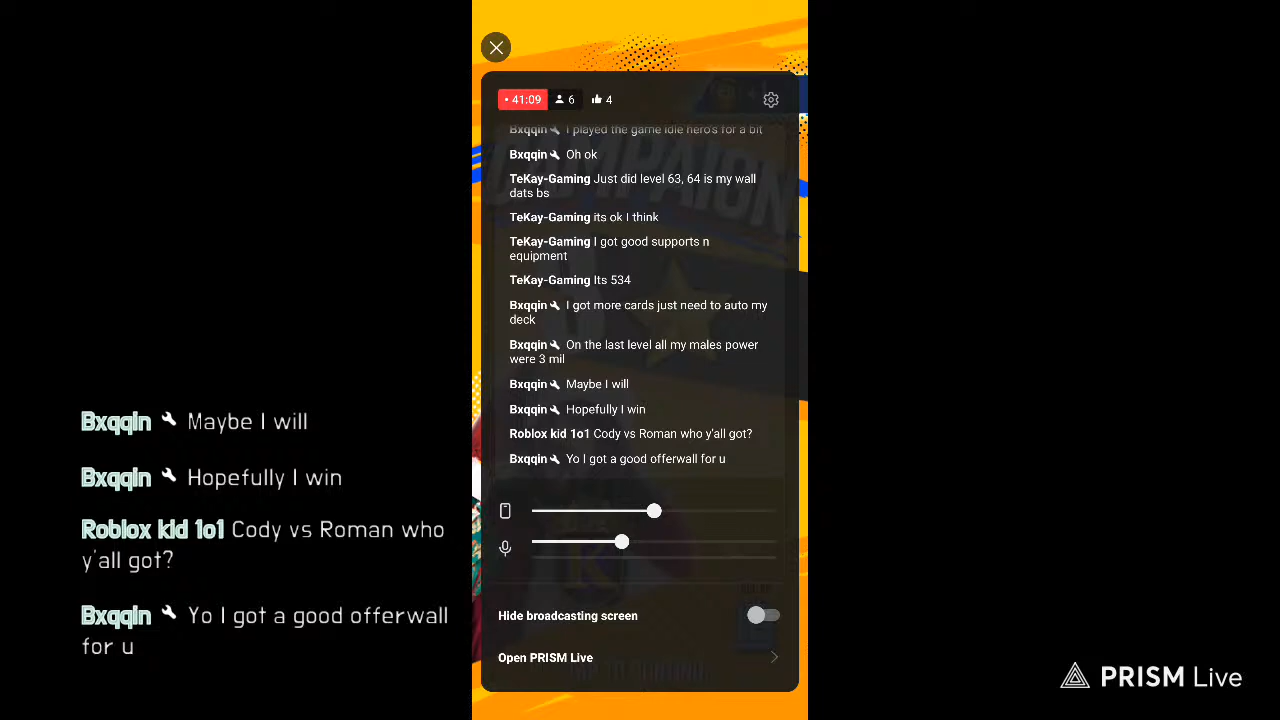 41:09 6 4
Bxqqin I played the game idle hero's for a bit
Bxqqin Oh ok
TeKay-Gaming Just did level 63, 64 is my wall
dats bs
TeKay-Gaming its ok I think
TeKay-Gaming I got good supports n
equipment
TeKay-Gaming Its 534
Bxqqin I got more cards just need to auto my
deck
Bxqqin On the last level all my males power
were 3 mil
Bxqqin Maybe I will
Bxqqin Hopefully I win
Roblox kid 1o1 Cody vs Roman who y'all got?
Bxqqin Yo I got a good offerwall for u
Hide broadcasting screen
Open PRISM Live
Bxqqin Maybe I will
Bxqqin Hopefully I win
Roblox kid 1o1 Cody vs Roman who
y'all got?
Bxqqin Yo I got a good offerwall
for u
PRISM Live